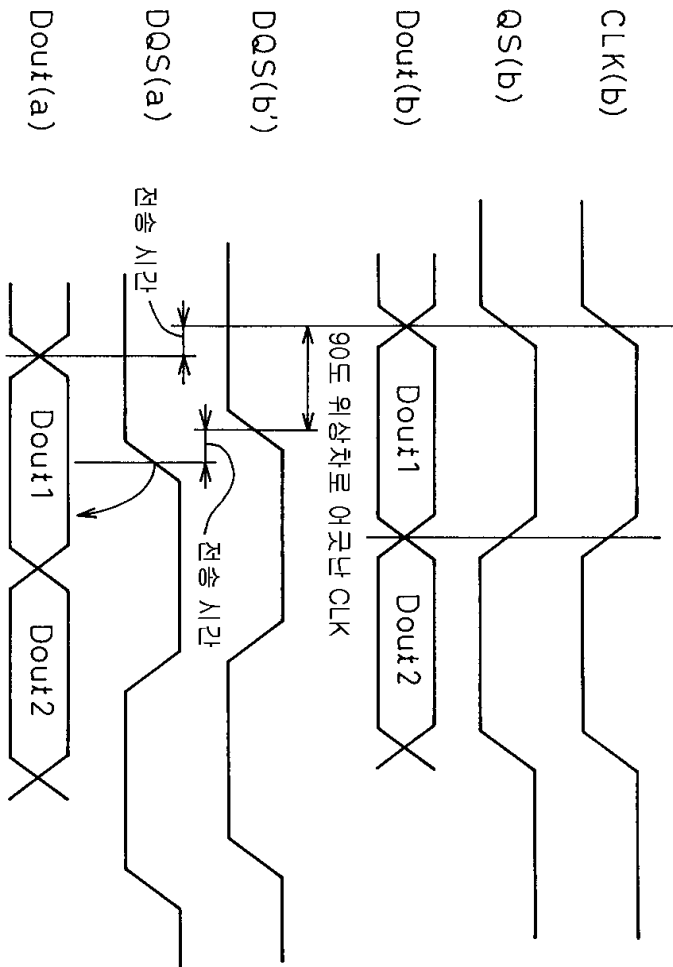 CLK(b)
QS(b)
Dout(b) Dout1 Dout2
90도 위상차로 어긋난 CLK
DQS(b')
전송 시간
DQS(a)
전송 시간
Dout(a) Dout1 Dout2